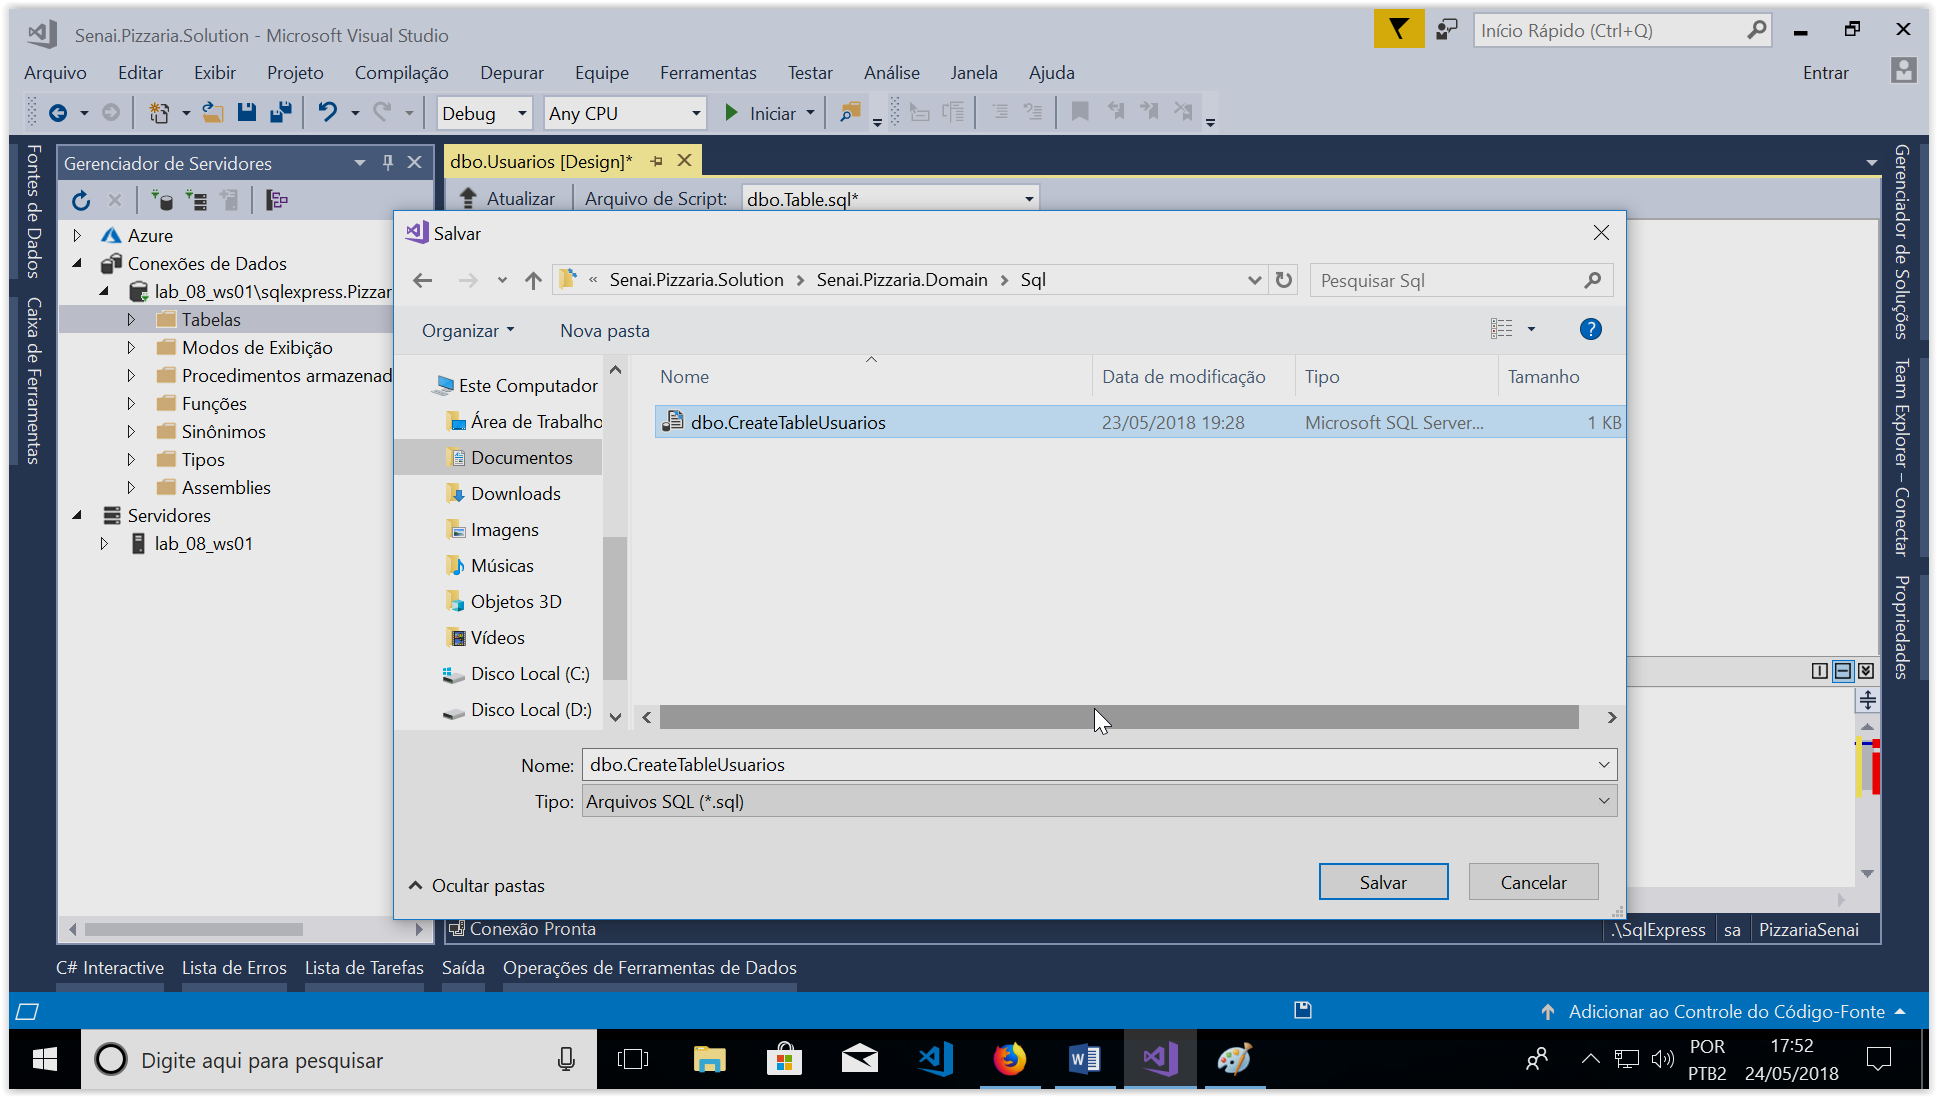 Senai.Pizzaria.Solution - Microsoft Visual Studio
Início Rápido (Ctrl+Q)
Arquivo Editar Exibir Projeto Compilação Depurar Equipe Ferramentas Testar Análise Janela Ajuda
Entrar
Debug Any CPU Iniciar
Fontes de Dados
Caixa de Ferramentas
Gerenciador de Servidores
dbo.Usuarios [Design]*
Atualizar Arquivo de Script: dbo.Table.sql*
Azure
Conexões de Dados
lab_08_ws01\sqlexpress.Pizzar
Tabelas
Modos de Exibição
Procedimentos armazenad
Funções
Sinônimos
Tipos
Assemblies
Servidores
lab_08_ws01
Salvar
« Senai.Pizzaria.Solution Senai.Pizzaria.Domain Sql
Pesquisar Sql
Organizar Nova pasta
?
Este Computador
Área de Trabalho
Documentos
Downloads
Imagens
Músicas
Objetos 3D
Vídeos
Disco Local (C:)
Disco Local (D:)
Nome Data de modificação Tipo Tamanho
dbo.CreateTableUsuarios 23/05/2018 19:28 Microsoft SQL Server... 1 KB
Nome: dbo.CreateTableUsuarios
Tipo: Arquivos SQL (*.sql)
Ocultar pastas
Salvar Cancelar
Gerenciador de Soluções
Team Explorer – Conectar
Propriedades
Conexão Pronta
.\SqlExpress sa PizzariaSenai
C# Interactive Lista de Erros Lista de Tarefas Saída Operações de Ferramentas de Dados
Adicionar ao Controle do Código-Fonte
Digite aqui para pesquisar
POR
PTB2
17:52
24/05/2018